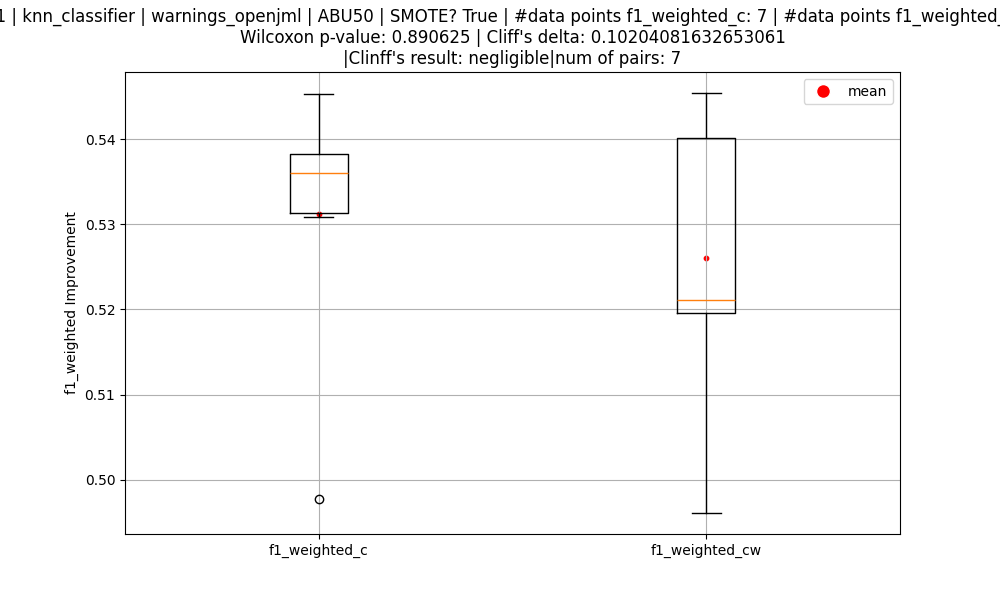 | knn_classifier | warnings_openjml | ABU50 | SMOTE? True | #data points f1_weighted_c: 7 | #data points f1_weighted_
Wilcoxon p-value: 0.890625 | Cliff's delta: 0.10204081632653061
|Clinff's result: negligible|num of pairs: 7
mean
0.54
0.53
0.52
0.51
0.50
f1_weighted Improvement
f1_weighted_c
f1_weighted_cw